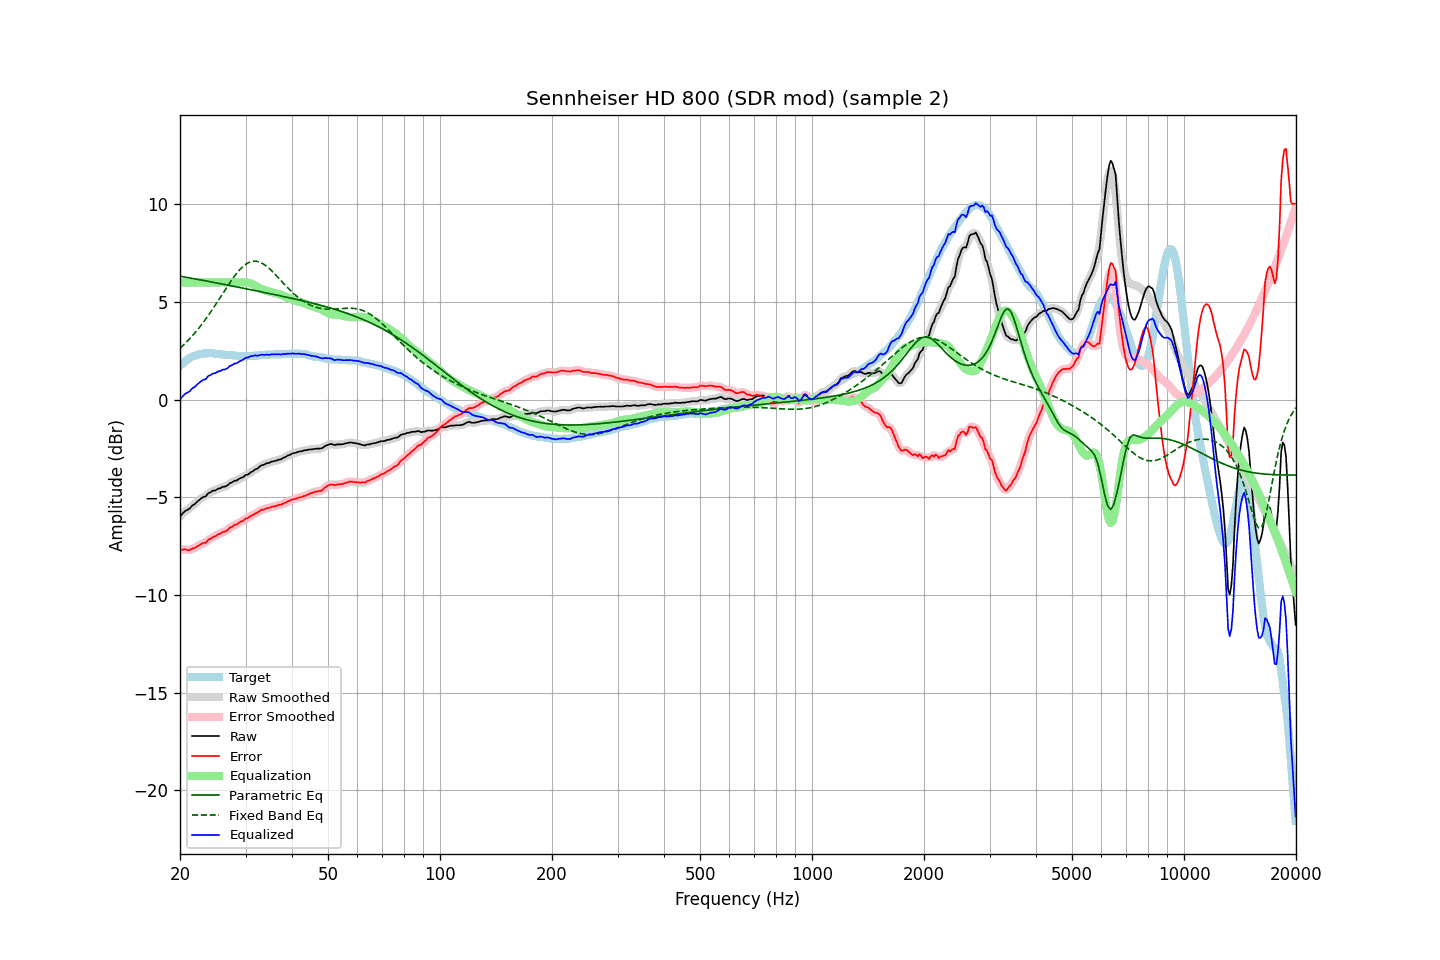 Sennheiser HD 800 (SDR mod) (sample 2)
Amplitude (dBr)
10
5
0
−5
−10
−15
−20
Target
Raw Smoothed
Error Smoothed
Raw
Error
Equalization
Parametric Eq
Fixed Band Eq
Equalized
20 50 100 200 500 1000 2000 5000 10000 20000
Frequency (Hz)